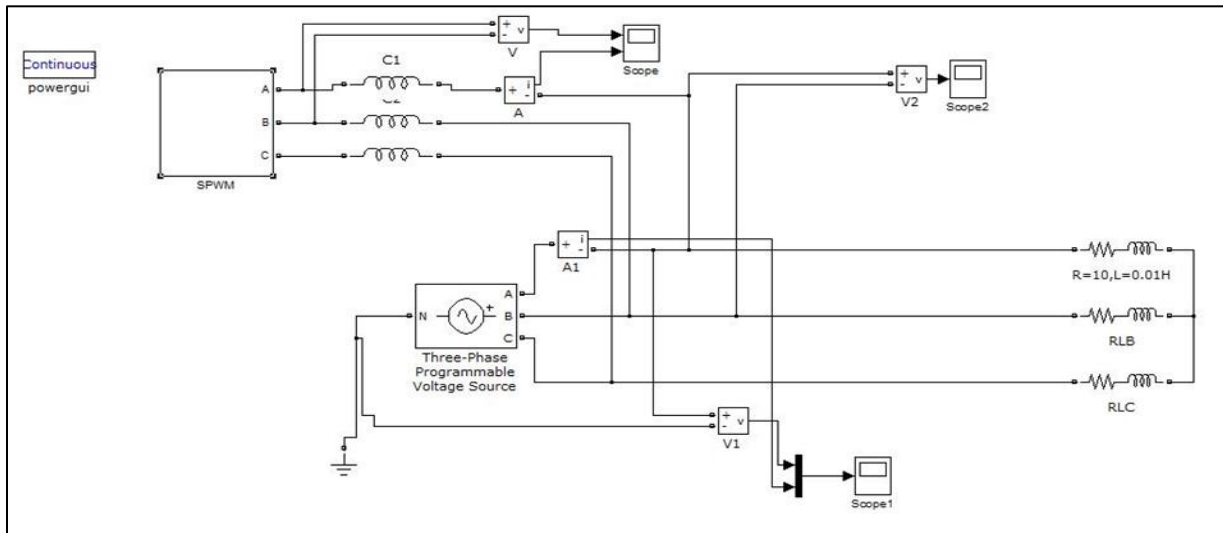 Continuous
powergui
A
B
C
SPWM
C1
C2
+
-
v
V
+
i
-
A
Scope
+
-
v
V2
Scope2
+
i
-
A1
N
+
A
B
C
Three-Phase
Programmable
Voltage Source
R=10,L=0.01H
RLB
RLC
+
-
v
V1
Scope1